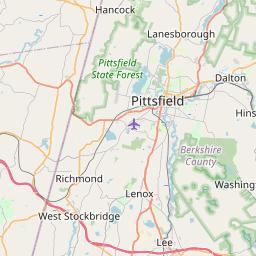 Hancock
Lanesborough
Pittsfield
State Forest
Dalton
Pittsfield
Hins
Berkshire
County
Richmond
Washing
Lenox
West Stockbridge
Lee